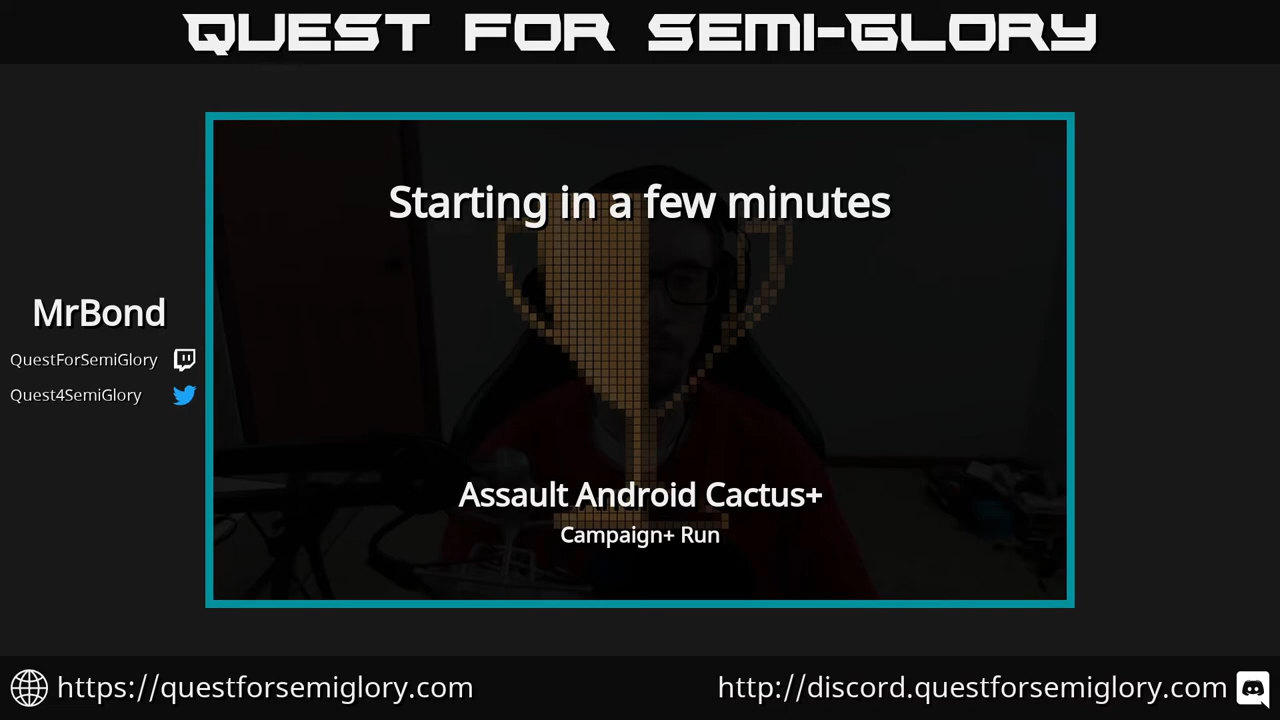 QUEST FOR SEMI-GLORY
Starting in a few minutes
MrBond
QuestForSemiGlory
Quest4SemiGlory
Assault Android Cactus+
Campaign+ Run
https://questforsemiglory.com
http://discord.questforsemiglory.com